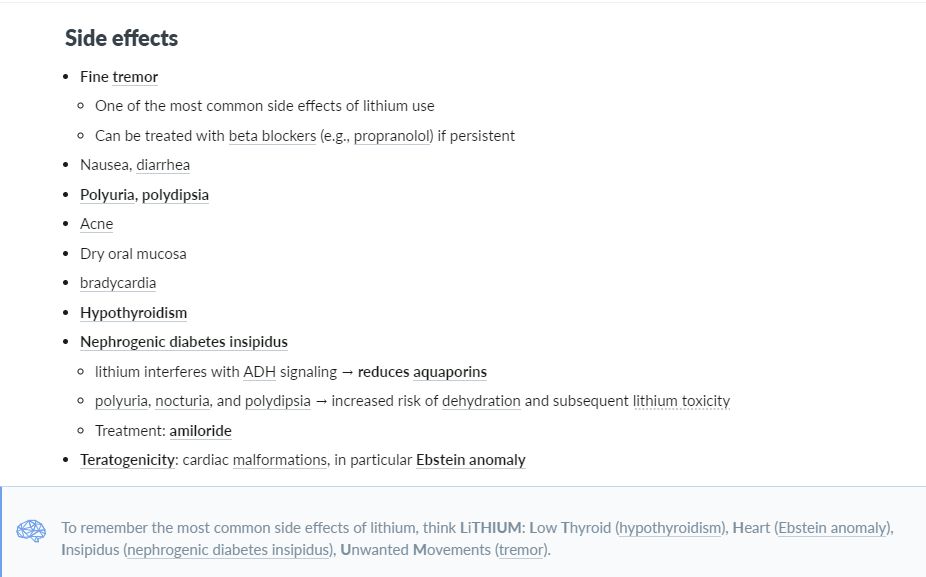 Side effects
• Fine tremor
◦ One of the most common side effects of lithium use
◦ Can be treated with beta blockers (e.g., propranolol) if persistent
• Nausea, diarrhea
• Polyuria, polydipsia
• Acne
• Dry oral mucosa
• bradycardia
• Hypothyroidism
• Nephrogenic diabetes insipidus
◦ lithium interferes with ADH signaling → reduces aquaporins
◦ polyuria, nocturia, and polydipsia → increased risk of dehydration and subsequent lithium toxicity
◦ Treatment: amiloride
• Teratogenicity: cardiac malformations, in particular Ebstein anomaly
To remember the most common side effects of lithium, think LiTHIUM: Low Thyroid (hypothyroidism), Heart (Ebstein anomaly),
Insipidus (nephrogenic diabetes insipidus), Unwanted Movements (tremor).